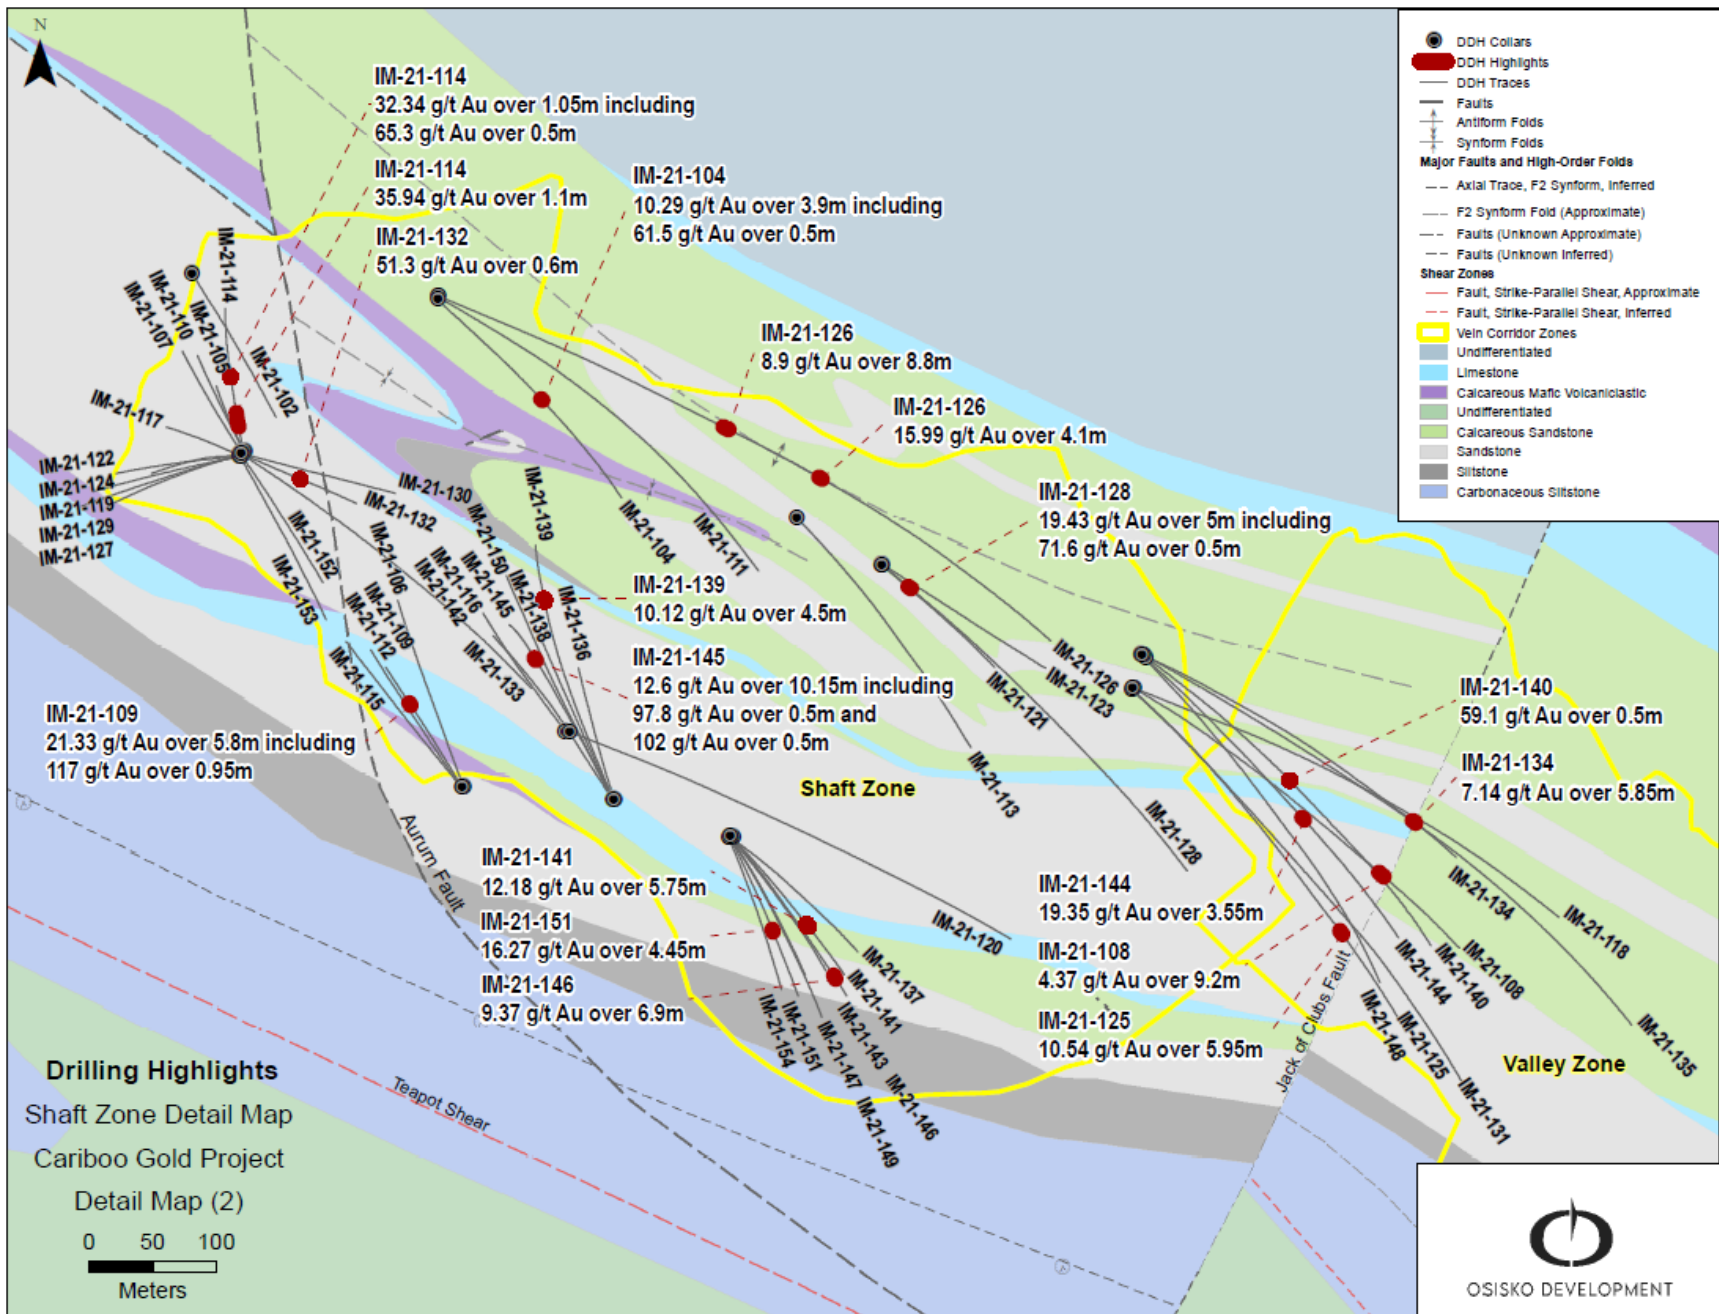 N
IM-21-114
32.34 g/t Au over 1.05m including
65.3 g/t Au over 0.5m
IM-21-114
35.94 g/t Au over 1.1m
IM-21-132
51.3 g/t Au over 0.6m
IM-21-104
10.29 g/t Au over 3.9m including
61.5 g/t Au over 0.5m
IM-21-126
8.9 g/t Au over 8.8m
IM-21-126
15.99 g/t Au over 4.1m
IM-21-128
19.43 g/t Au over 5m including
71.6 g/t Au over 0.5m
IM-21-139
10.12 g/t Au over 4.5m
IM-21-145
12.6 g/t Au over 10.15m including
97.8 g/t Au over 0.5m and
102 g/t Au over 0.5m
IM-21-140
59.1 g/t Au over 0.5m
IM-21-134
7.14 g/t Au over 5.85m
IM-21-109
21.33 g/t Au over 5.8m including
117 g/t Au over 0.95m
IM-21-141
12.18 g/t Au over 5.75m
IM-21-151
16.27 g/t Au over 4.45m
IM-21-146
9.37 g/t Au over 6.9m
IM-21-144
19.35 g/t Au over 3.55m
IM-21-108
4.37 g/t Au over 9.2m
IM-21-125
10.54 g/t Au over 5.95m
IM-21-114
IM-21-110
IM-21-107
IM-21-105
IM-21-102
IM-21-117
IM-21-122
IM-21-124
IM-21-119
IM-21-129
IM-21-127
IM-21-130
IM-21-132
IM-21-152
IM-21-153
IM-21-106
IM-21-109
IM-21-112
IM-21-115
IM-21-139
IM-21-150
IM-21-145
IM-21-138
IM-21-136
IM-21-116
IM-21-142
IM-21-133
IM-21-104
IM-21-111
IM-21-126
IM-21-123
IM-21-121
IM-21-113
IM-21-128
IM-21-120
IM-21-137
IM-21-141
IM-21-143
IM-21-146
IM-21-147
IM-21-149
IM-21-151
IM-21-154
IM-21-134
IM-21-118
IM-21-108
IM-21-140
IM-21-144
IM-21-135
IM-21-125
IM-21-148
IM-21-131
Shaft Zone
Valley Zone
Aurum Fault
Teapot Shear
Jack of Clubs Fault
DDH Collars
DDH Highlights
DDH Traces
Faults
Antiform Folds
Synform Folds
Major Faults and High-Order Folds
Axial Trace, F2 Synform, Inferred
F2 Synform Fold (Approximate)
Faults (Unknown Approximate)
Faults (Unknown Inferred)
Shear Zones
Fault, Strike-Parallel Shear, Approximate
Fault, Strike-Parallel Shear, Inferred
Vein Corridor Zones
Undifferentiated
Limestone
Calcareous Mafic Volcaniclastic
Undifferentiated
Calcareous Sandstone
Sandstone
Siltstone
Carbonaceous Siltstone
Drilling Highlights
Shaft Zone Detail Map
Cariboo Gold Project
Detail Map (2)
0 50 100
Meters
OSISKO DEVELOPMENT